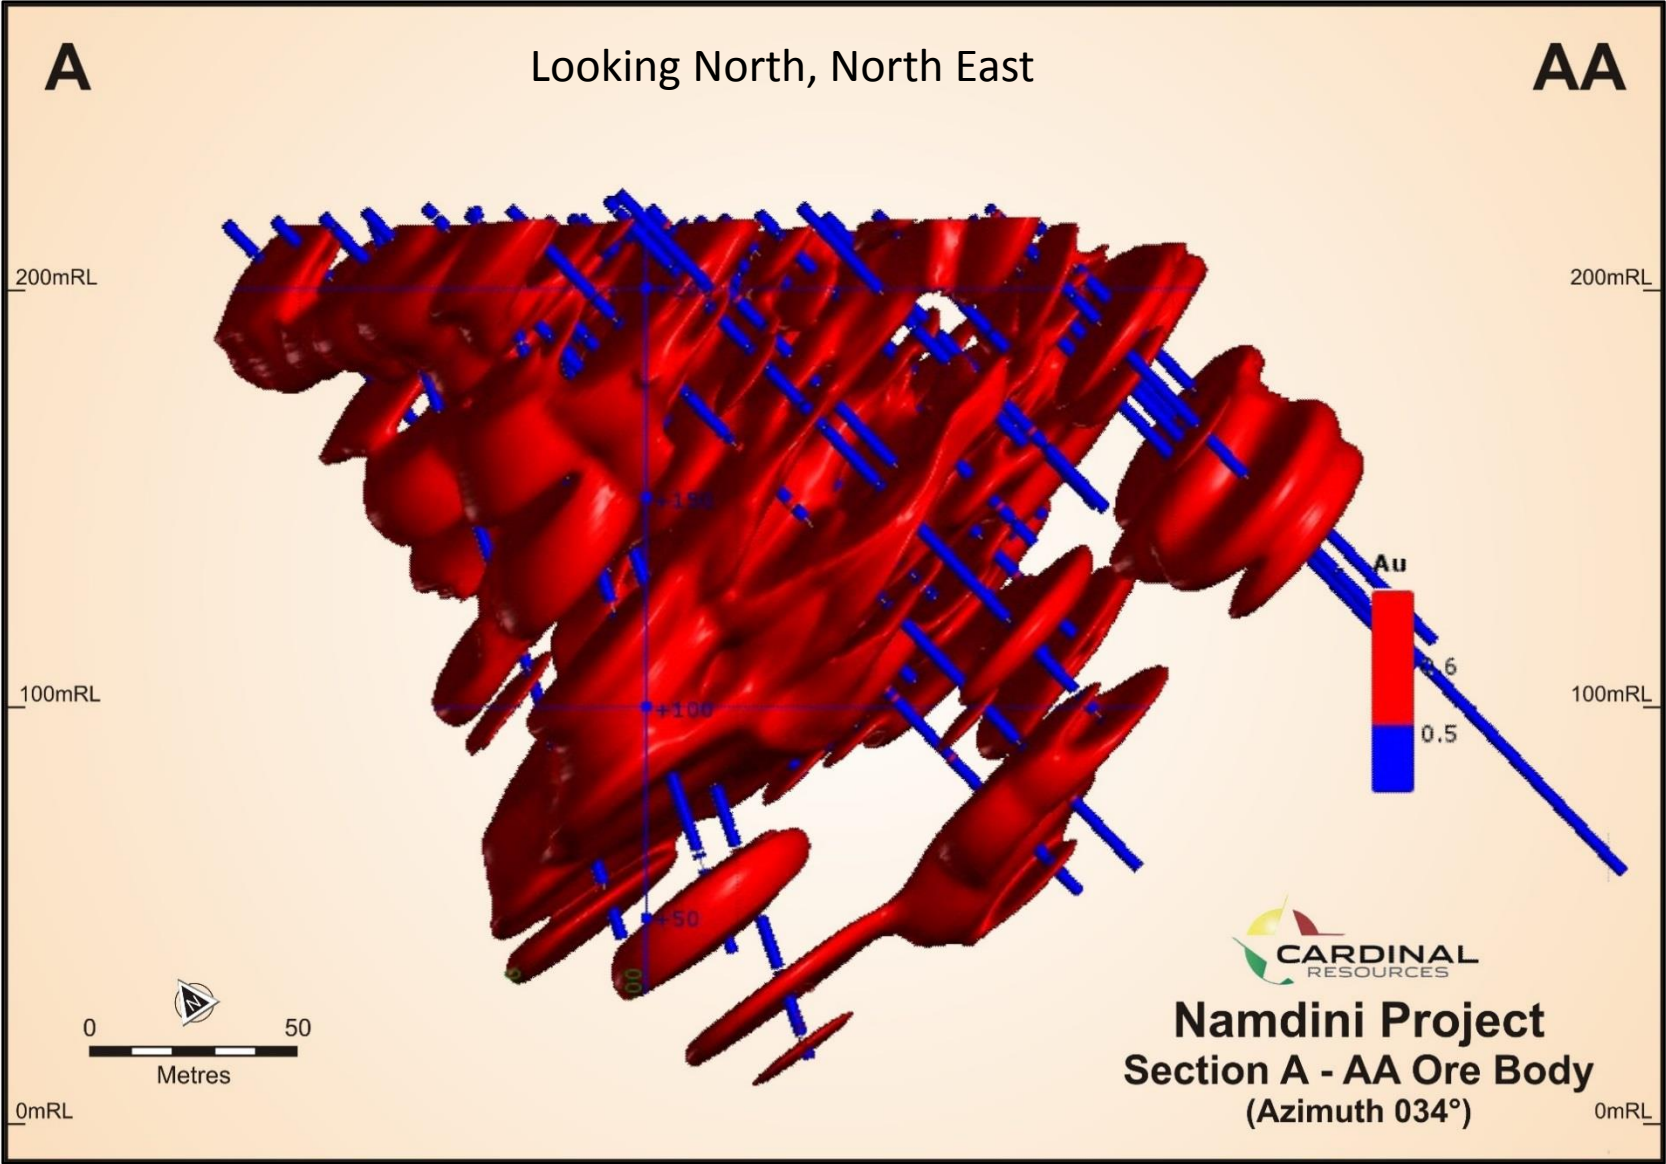 A
Looking North, North East
AA
200mRL
200mRL
+150
Au
0.6
0.5
100mRL
+100
100mRL
+50
00
CARDINAL
RESOURCES
N
0 50
Metres
Namdini Project
Section A - AA Ore Body
(Azimuth 034°)
0mRL
0mRL